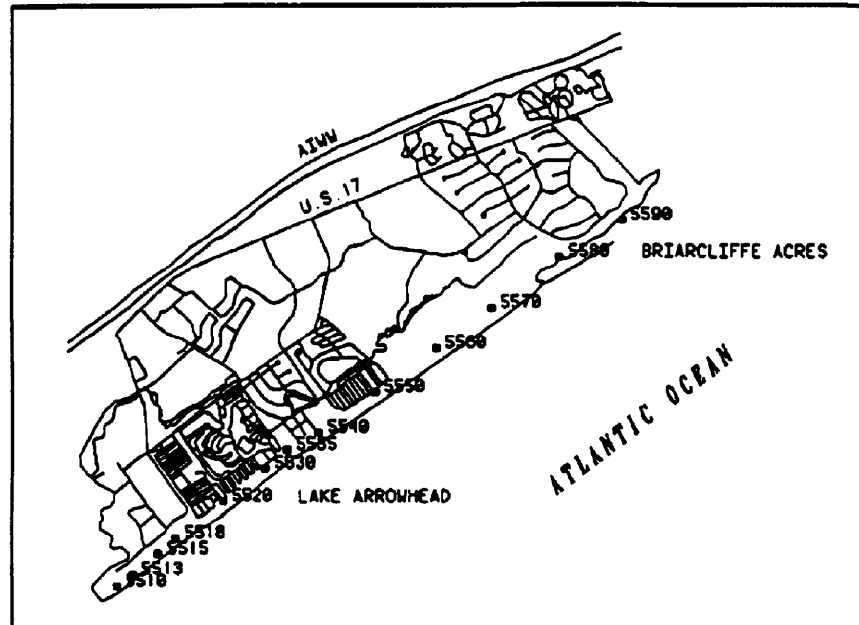 AIWW
U.S.17
5590
BRIARCLIFFE ACRES
5580
5570
5560
ATLANTIC OCEAN
5550
5540
5535
5530
5520
LAKE ARROWHEAD
5518
5515
5513
5510